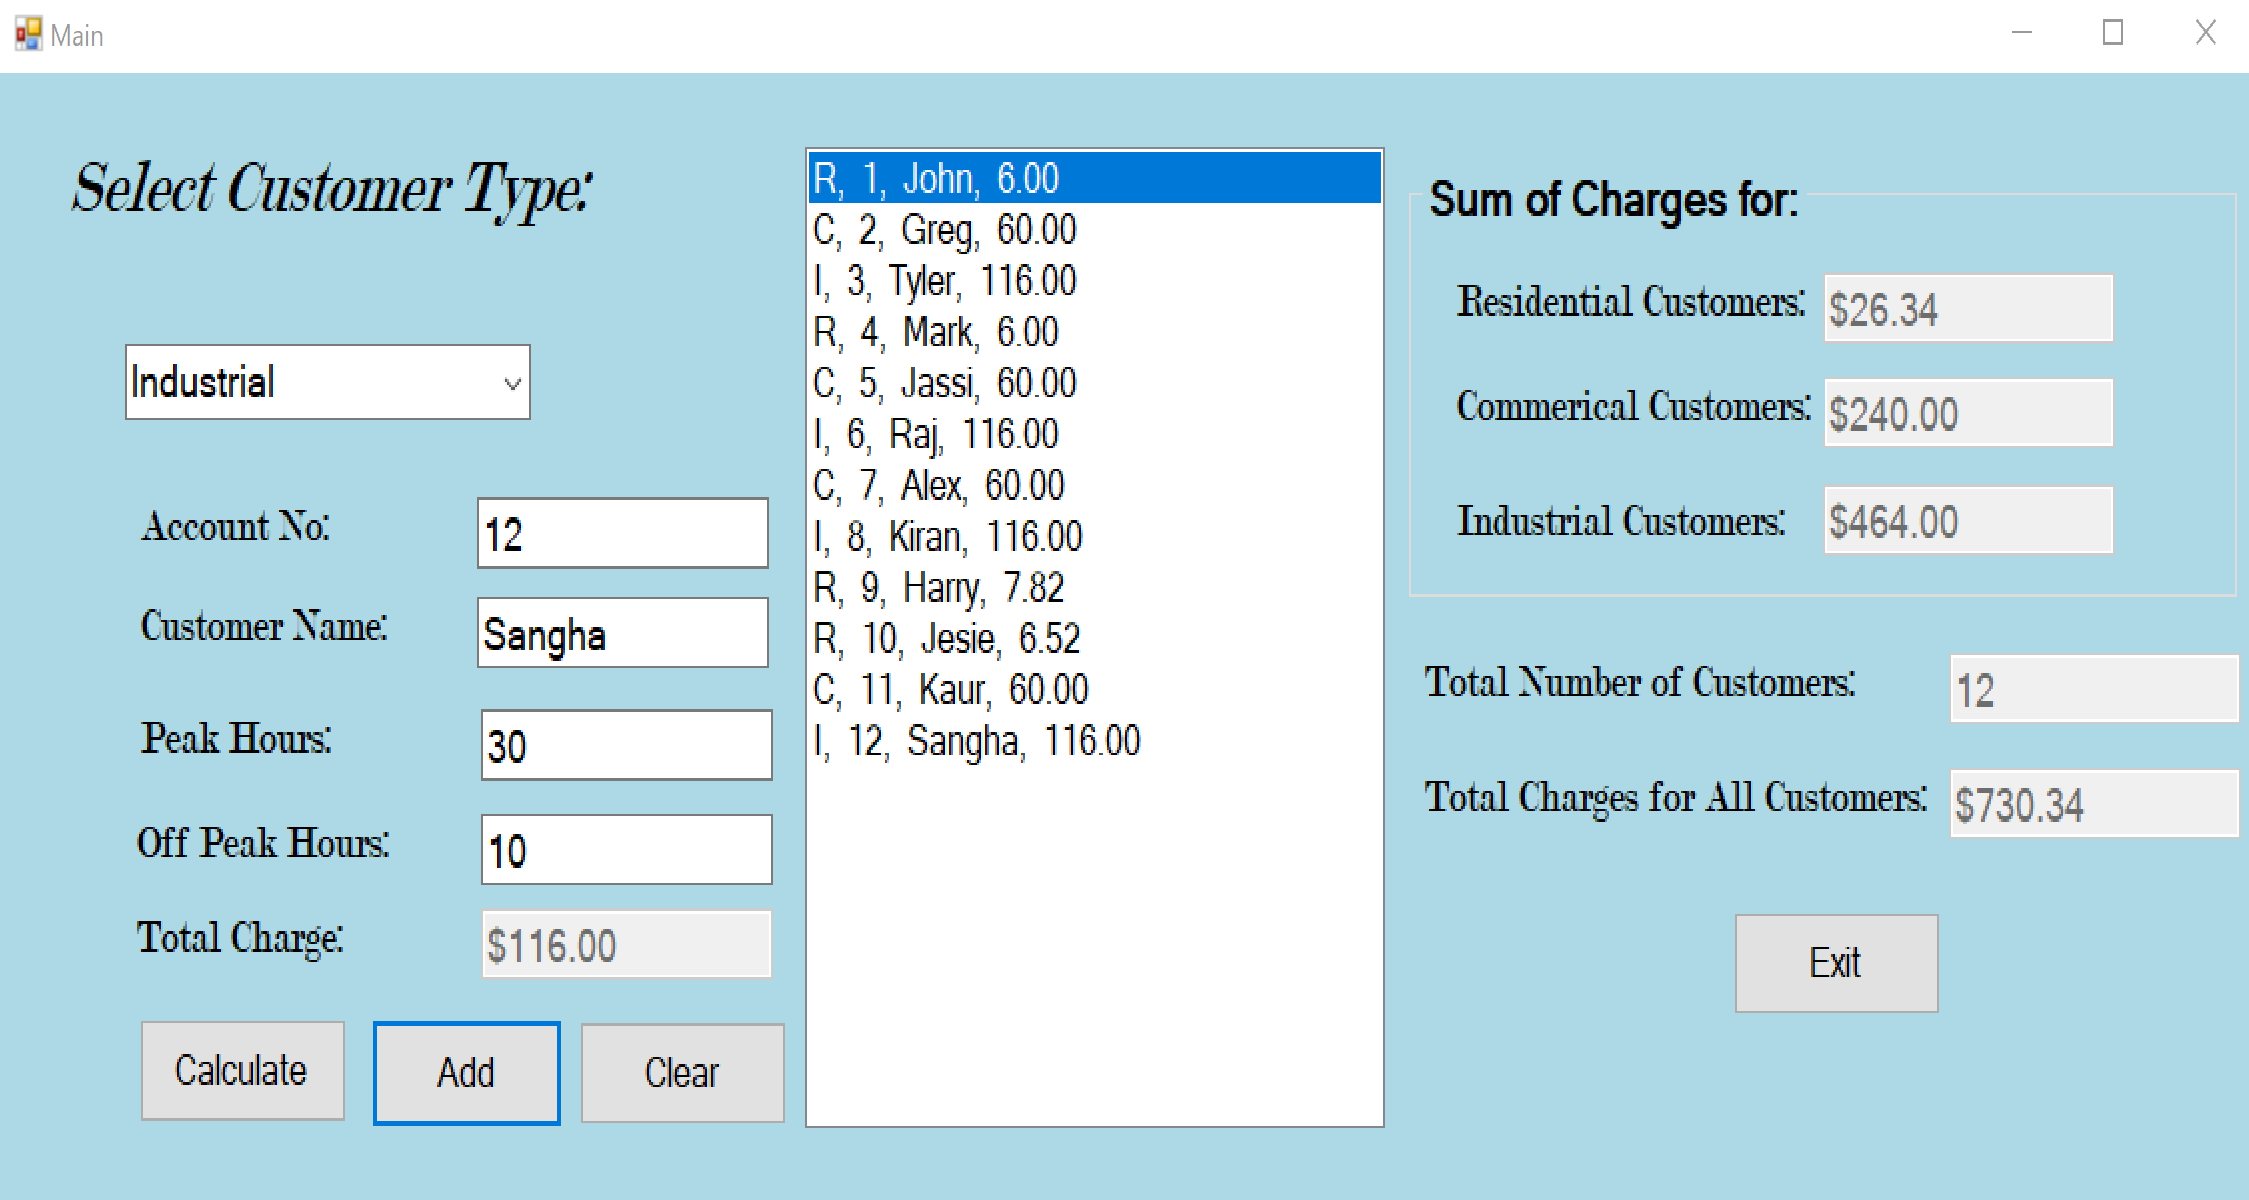 Main
Select Customer Type:
Industrial
Account No: 12
Customer Name: Sangha
Peak Hours: 30
Off Peak Hours: 10
Total Charge: $116.00
Calculate Add Clear
R, 1, John, 6.00
C, 2, Greg, 60.00
I, 3, Tyler, 116.00
R, 4, Mark, 6.00
C, 5, Jassi, 60.00
I, 6, Raj, 116.00
C, 7, Alex, 60.00
I, 8, Kiran, 116.00
R, 9, Harry, 7.82
R, 10, Jesie, 6.52
C, 11, Kaur, 60.00
I, 12, Sangha, 116.00
Sum of Charges for:
Residential Customers: $26.34
Commerical Customers: $240.00
Industrial Customers: $464.00
Total Number of Customers: 12
Total Charges for All Customers: $730.34
Exit